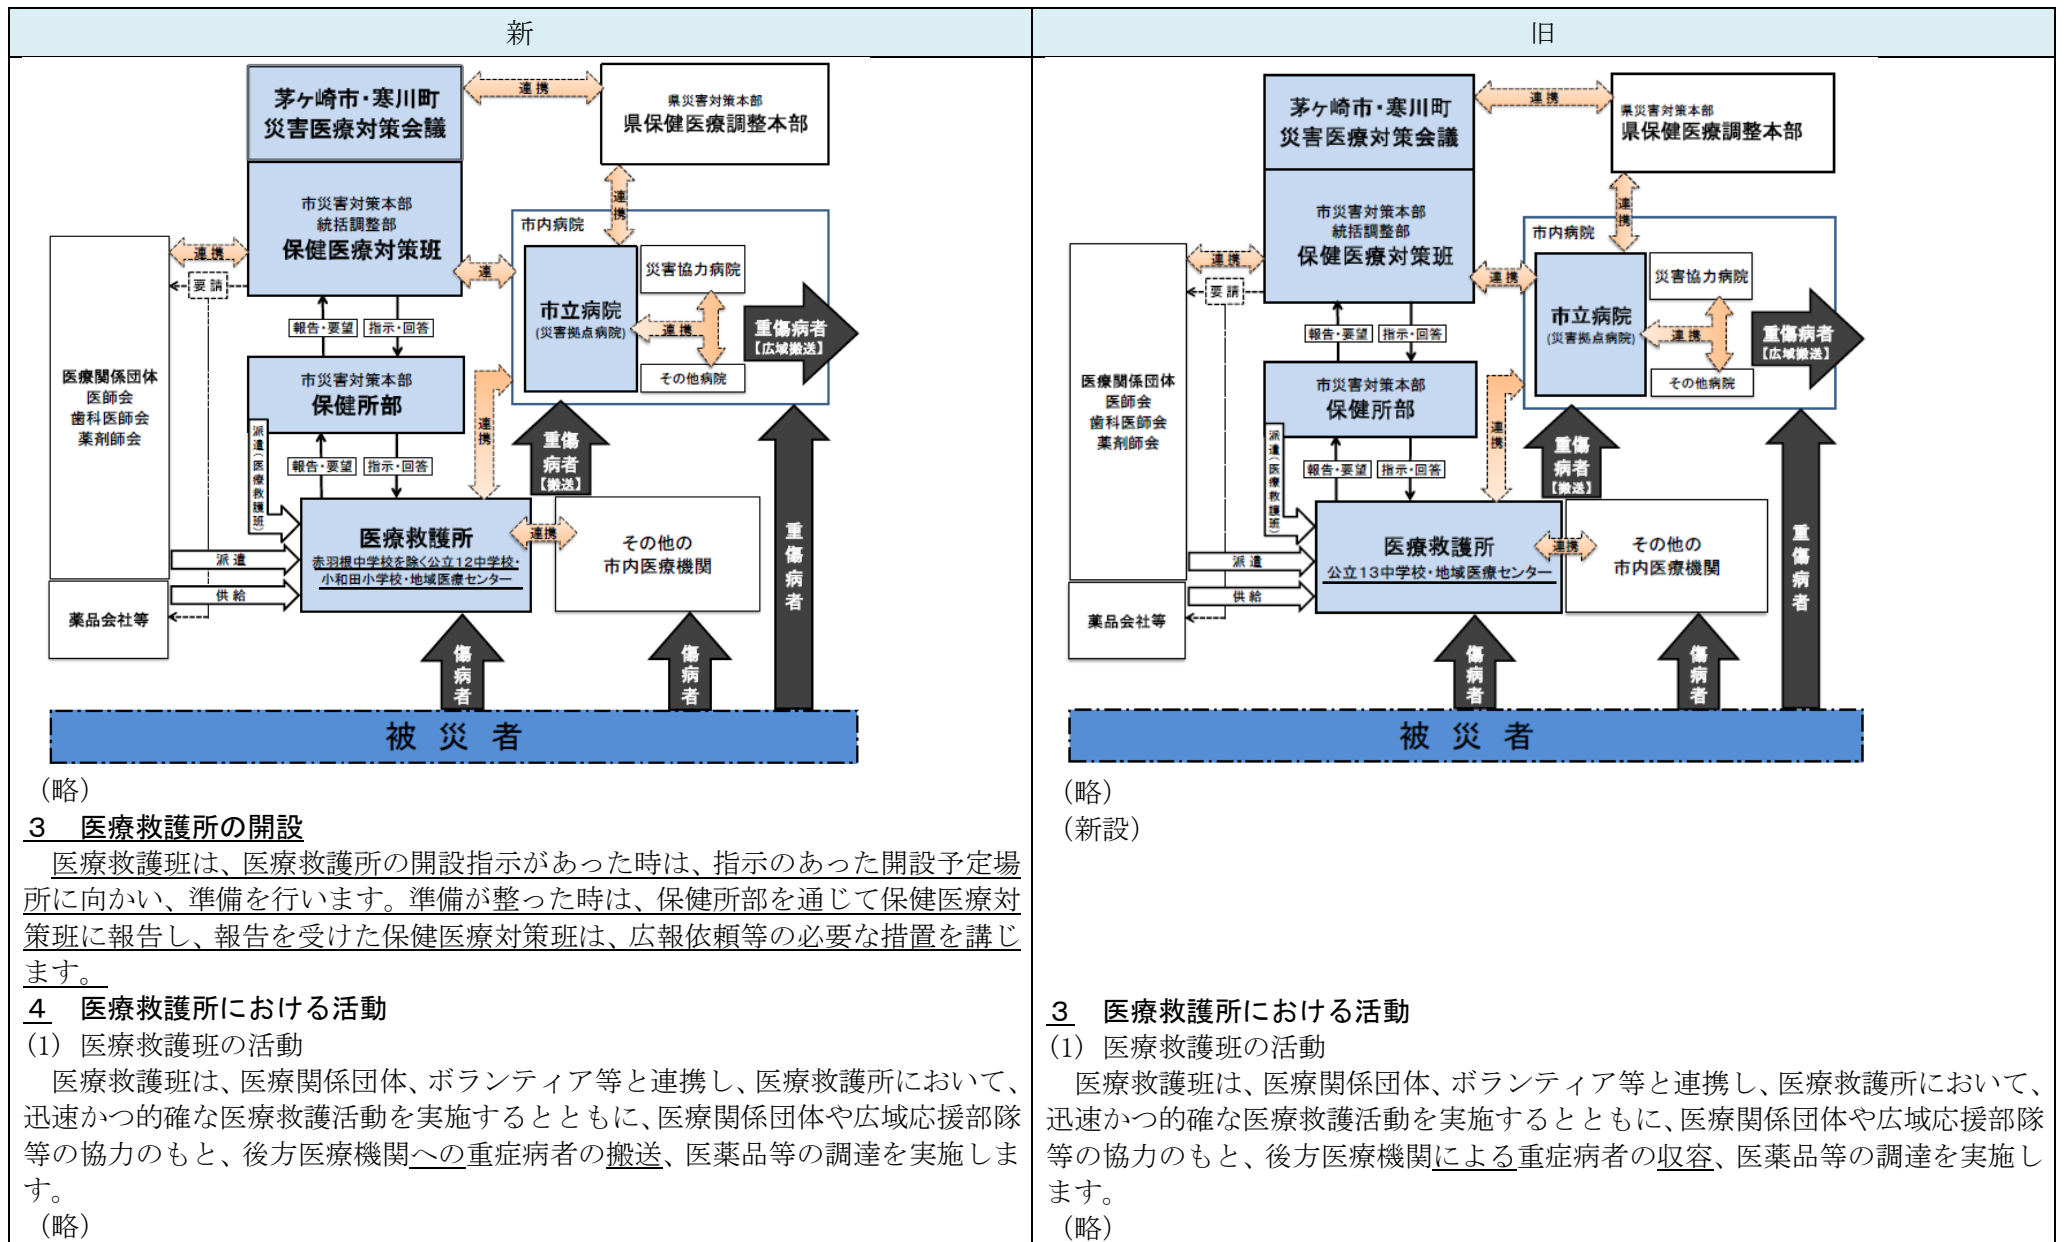 新
茅ヶ崎市・寒川町
災害医療対策会議
連携
県災害対策本部
県保健医療調整本部
市災害対策本部
統括調整部
保健医療対策班
連携
連携
要請
連
市内病院
市立病院
(災害拠点病院)
災害協力病院
連携
その他病院
重傷病者
【広域搬送】
報告・要望
指示・回答
医療関係団体
医師会
歯科医師会
薬剤師会
市災害対策本部
保健所部
派遣(医療救護班)
報告・要望
指示・回答
連携
重傷
病者
【搬送】
医療救護所
赤羽根中学校を除く公立12中学校・
小和田小学校・地域医療センター
連携
その他の
市内医療機関
派遣
供給
薬品会社等
傷病者
傷病者
重傷病者
被災者
(略)
３　医療救護所の開設
医療救護班は、医療救護所の開設指示があった時は、指示のあった開設予定場
所に向かい、準備を行います。準備が整った時は、保健所部を通じて保健医療対
策班に報告し、報告を受けた保健医療対策班は、広報依頼等の必要な措置を講じ
ます。
４　医療救護所における活動
(1) 医療救護班の活動
医療救護班は、医療関係団体、ボランティア等と連携し、医療救護所において、
迅速かつ的確な医療救護活動を実施するとともに、医療関係団体や広域応援部隊
等の協力のもと、後方医療機関への重症病者の搬送、医薬品等の調達を実施しま
す。
(略)
旧
茅ヶ崎市・寒川町
災害医療対策会議
連携
県災害対策本部
県保健医療調整本部
市災害対策本部
統括調整部
保健医療対策班
連携
連携
要請
連携
市内病院
市立病院
(災害拠点病院)
災害協力病院
連携
その他病院
重傷病者
【広域搬送】
報告・要望
指示・回答
医療関係団体
医師会
歯科医師会
薬剤師会
市災害対策本部
保健所部
派遣(医療救護班)
報告・要望
指示・回答
連携
重傷
病者
【搬送】
医療救護所
公立13中学校・地域医療センター
連携
その他の
市内医療機関
派遣
供給
薬品会社等
傷病者
傷病者
重傷病者
被災者
(略)
(新設)
３　医療救護所における活動
(1) 医療救護班の活動
医療救護班は、医療関係団体、ボランティア等と連携し、医療救護所において、
迅速かつ的確な医療救護活動を実施するとともに、医療関係団体や広域応援部隊
等の協力のもと、後方医療機関による重症病者の収容、医薬品等の調達を実施し
ます。
(略)